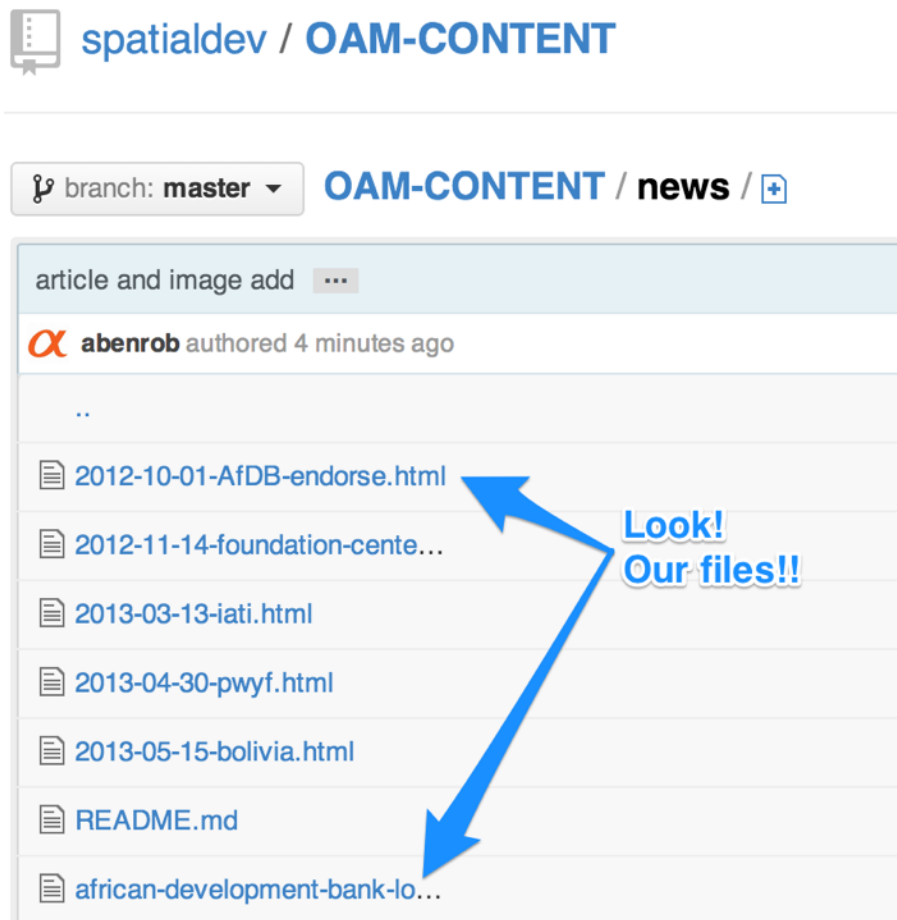 spatialdev / OAM-CONTENT
branch: master OAM-CONTENT / news /
article and image add ...
abenrob authored 4 minutes ago
..
2012-10-01-AfDB-endorse.html
2012-11-14-foundation-cente...
2013-03-13-iati.html
2013-04-30-pwyf.html
2013-05-15-bolivia.html
README.md
african-development-bank-lo...
Look!
Our files!!